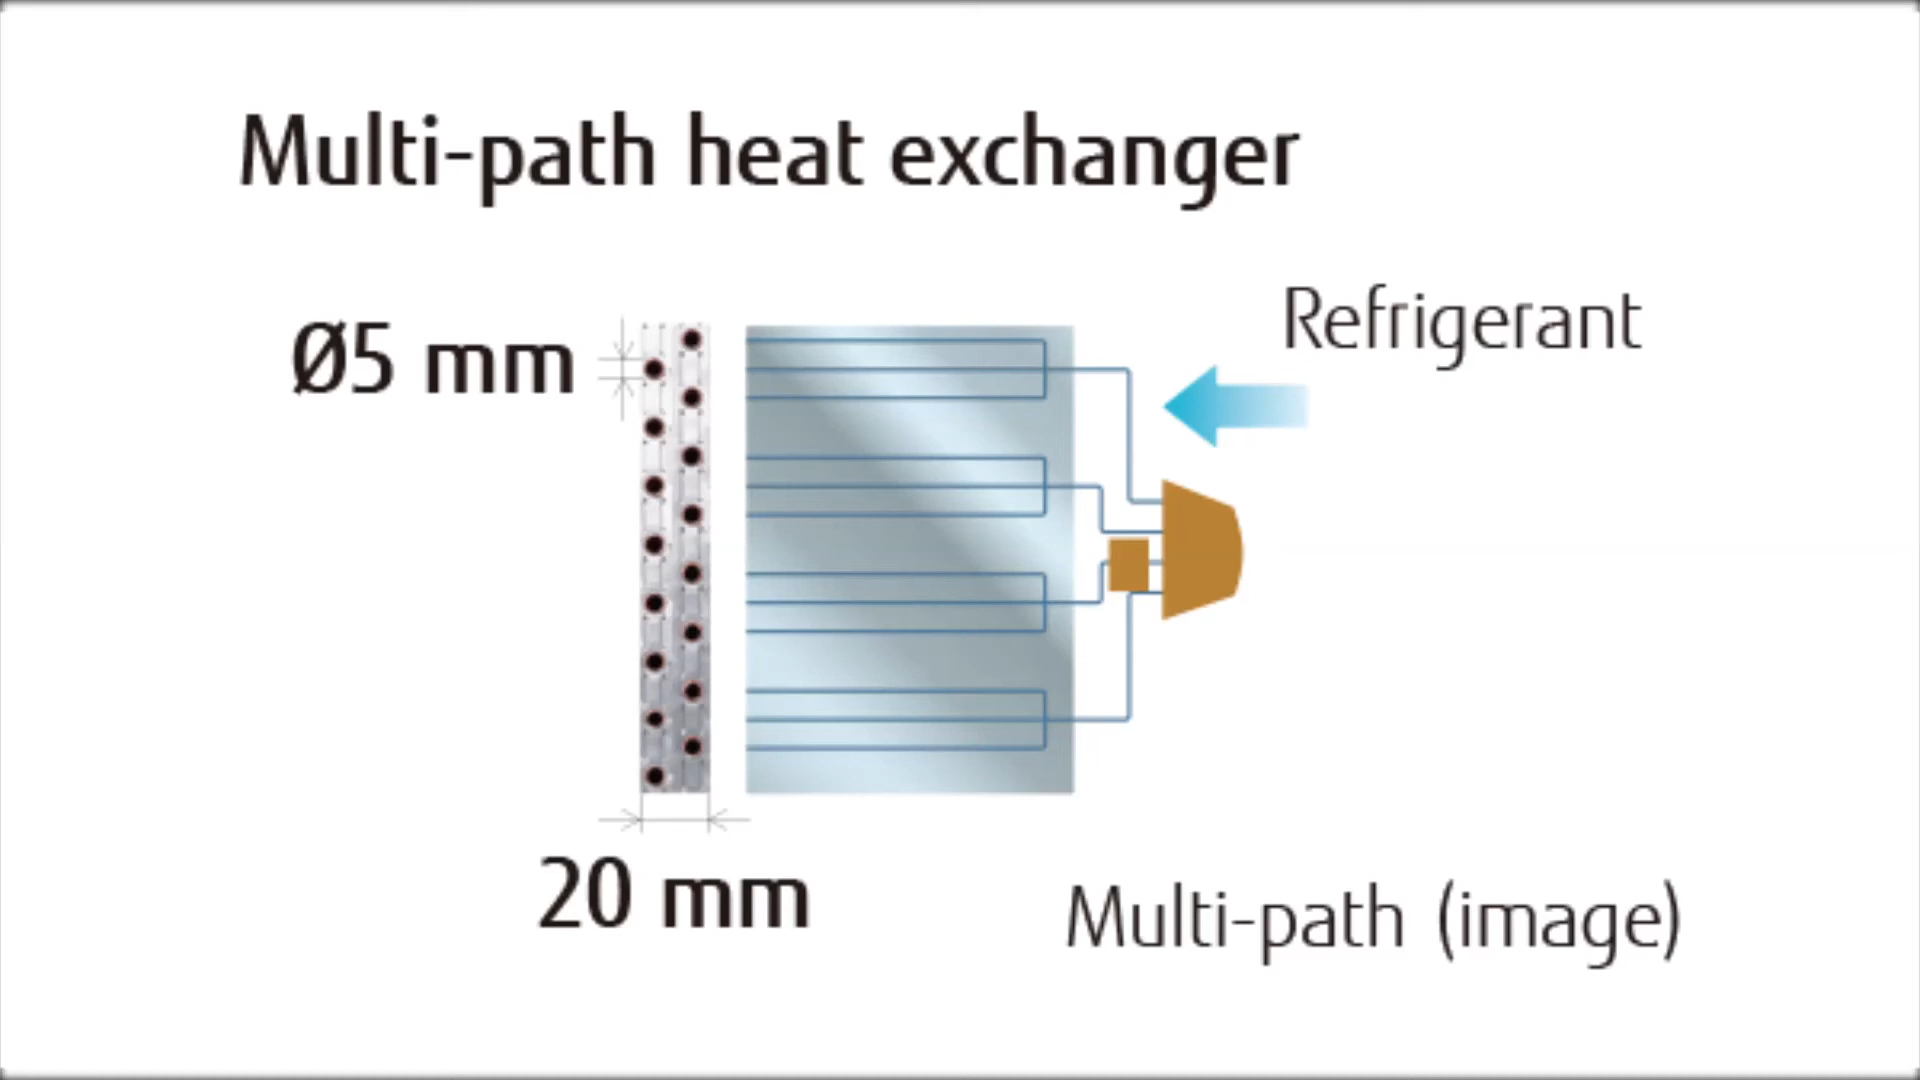 Multi-path heat exchanger
Refrigerant
Ø5 mm
20 mm
Multi-path (image)